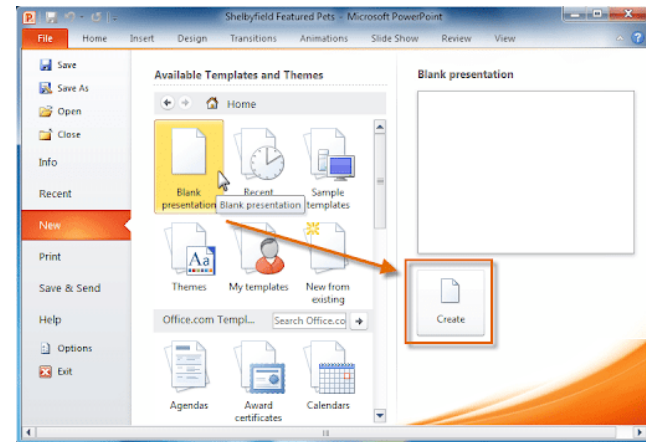 Shelbyfield Featured Pets - Microsoft PowerPoint
File Home Insert Design Transitions Animations Slide Show Review View
Save
Save As
Open
Close
Info
Recent
New
Print
Save & Send
Help
Options
Exit
Available Templates and Themes
Home
Blank presentation
Recent
Sample templates
Blank presentation
Themes
My templates
New from existing
Office.com Templ...
Search Office.co
Agendas
Award certificates
Calendars
Blank presentation
Create